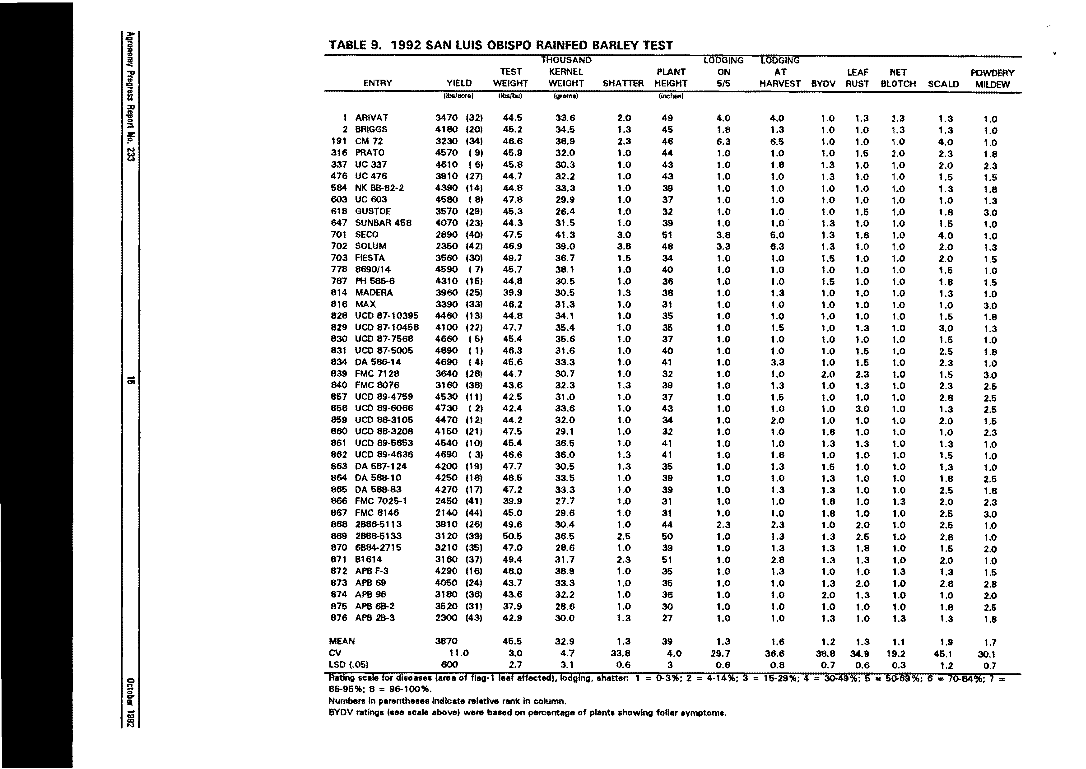 Agronomy Progress Report No. 233
TABLE 9. 1992 SAN LUIS OBISPO RAINFED BARLEY TEST
THOUSAND LODGING LODGING
TEST KERNEL PLANT ON AT LEAF NET POWDERY
ENTRY YIELD WEIGHT WEIGHT SHATTER HEIGHT 5/5 HARVEST BYDV RUST BLOTCH SCALD MILDEW
(lbs/acre) (lbs/bu) (grams) (inches)
1 ARIVAT 3470 (32) 44.5 33.6 2.0 49 4.0 4.0 1.0 1.3 2.3 1.3 1.0
2 BRIGGS 4180 (20) 45.2 34.5 1.3 45 1.8 1.3 1.0 1.0 1.3 1.3 1.0
191 CM 72 3230 (34) 46.6 38.9 2.3 46 6.3 6.5 1.0 1.0 1.0 4.0 1.0
316 PRATO 4570 ( 9) 45.9 32.0 1.0 44 1.0 1.0 1.0 1.5 2.0 2.3 1.8
337 UC 337 4610 ( 6) 45.8 30.3 1.0 43 1.0 1.8 1.3 1.0 1.0 2.0 2.3
476 UC 476 3810 (27) 44.7 32.2 1.0 43 1.0 1.0 1.3 1.0 1.0 1.5 1.5
584 NK BB-82-2 4390 (14) 44.8 33.3 1.0 39 1.0 1.0 1.0 1.0 1.0 1.3 1.8
603 UC 603 4580 ( 8) 47.8 29.9 1.0 37 1.0 1.0 1.0 1.0 1.0 1.0 1.3
618 GUSTOE 3570 (29) 45.3 26.4 1.0 32 1.0 1.0 1.0 1.5 1.0 1.8 3.0
647 SUNBAR 458 4070 (23) 44.3 31.5 1.0 39 1.0 1.0 1.3 1.0 1.0 1.5 1.0
701 SECO 2890 (40) 47.5 41.3 3.0 51 3.8 5.0 1.3 1.8 1.0 4.0 1.0
702 SOLUM 2350 (42) 46.9 39.0 3.8 48 3.3 6.3 1.3 1.0 1.0 2.0 1.3
703 FIESTA 3560 (30) 49.7 36.7 1.5 34 1.0 1.0 1.5 1.0 1.0 2.0 1.5
778 8690/14 4590 ( 7) 45.7 38.1 1.0 40 1.0 1.0 1.0 1.0 1.0 1.5 1.0
787 PH 585-6 4310 (15) 44.8 30.5 1.0 36 1.0 1.0 1.5 1.0 1.0 1.8 1.5
814 MADERA 3960 (25) 39.9 30.5 1.3 38 1.0 1.3 1.0 1.0 1.0 1.3 1.0
816 MAX 3390 (33) 46.2 31.3 1.0 31 1.0 1.0 1.0 1.0 1.0 1.0 3.0
828 UCD 87-10395 4460 (13) 44.8 34.1 1.0 35 1.0 1.0 1.0 1.0 1.0 1.5 1.8
829 UCD 87-10458 4100 (22) 47.7 35.4 1.0 35 1.0 1.5 1.0 1.3 1.0 3.0 1.3
830 UCD 87-7568 4660 ( 5) 45.4 35.6 1.0 37 1.0 1.0 1.0 1.0 1.0 1.5 1.0
831 UCD 87-5005 4890 ( 1) 46.3 31.6 1.0 40 1.0 1.0 1.0 1.5 1.0 2.5 1.8
834 DA 586-14 4690 ( 4) 45.6 33.3 1.0 41 1.0 3.3 1.0 1.5 1.0 2.3 1.0
839 FMC 7128 3640 (28) 44.7 30.7 1.0 32 1.0 1.0 2.0 2.3 1.0 1.5 3.0
840 FMC 8076 3160 (38) 43.6 32.3 1.3 39 1.0 1.3 1.0 1.3 1.0 2.3 2.5
857 UCD 89-4759 4530 (11) 42.5 31.0 1.0 37 1.0 1.5 1.0 1.0 1.0 2.8 2.5
858 UCD 89-6066 4730 ( 2) 42.4 33.6 1.0 43 1.0 1.0 1.0 3.0 1.0 1.3 2.5
859 UCD 88-3105 4470 (12) 44.2 32.0 1.0 34 1.0 2.0 1.0 1.0 1.0 2.0 1.5
860 UCD 88-3208 4150 (21) 47.5 29.1 1.0 32 1.0 1.0 1.8 1.0 1.0 1.0 2.3
861 UCD 89-5653 4540 (10) 45.4 36.5 1.0 41 1.0 1.0 1.3 1.3 1.0 1.3 1.0
862 UCD 89-4636 4690 ( 3) 46.6 36.0 1.3 41 1.0 1.8 1.0 1.0 1.0 1.5 1.0
863 DA 587-124 4200 (19) 47.7 30.5 1.3 35 1.0 1.3 1.5 1.0 1.0 1.3 1.0
864 DA 588-10 4250 (18) 46.5 33.5 1.0 39 1.0 1.3 1.0 1.0 1.0 1.8 2.5
865 DA 588-83 4270 (17) 47.2 33.3 1.0 39 1.0 1.3 1.3 1.0 1.0 2.5 1.8
866 FMC 7025-1 2450 (41) 39.9 27.7 1.0 31 1.0 1.0 1.8 1.0 1.3 2.0 2.3
867 FMC 8146 2140 (44) 45.0 29.6 1.0 31 1.0 1.0 1.8 1.0 1.0 2.5 3.0
868 2886-5113 3810 (26) 49.6 30.4 1.0 44 2.3 2.3 1.0 2.0 1.0 2.5 1.0
869 2886-5133 3120 (39) 50.5 36.5 2.5 50 1.0 1.3 1.3 2.5 1.0 2.8 1.0
870 6884-2715 3210 (35) 47.0 28.6 1.0 39 1.0 1.3 1.3 1.8 1.0 1.5 2.0
871 81614 3160 (37) 49.4 31.7 2.3 51 1.0 2.8 1.3 1.3 1.0 2.0 1.0
872 APB F-3 4290 (16) 48.0 38.8 1.0 35 1.0 1.3 1.0 1.0 1.3 1.3 1.5
873 APB 69 4050 (24) 43.7 33.3 1.0 35 1.0 1.0 1.3 2.0 1.0 2.8 2.8
874 APB 96 3180 (36) 43.6 32.2 1.0 36 1.0 1.0 2.0 1.3 1.0 1.0 2.0
875 APB 6B-2 3520 (31) 37.9 28.6 1.0 30 1.0 1.0 1.0 1.0 1.0 1.8 2.5
876 APB 2B-3 2300 (43) 42.9 30.0 1.3 27 1.0 1.0 1.3 1.0 1.3 1.3 1.8
MEAN 3870 45.5 32.9 1.3 39 1.3 1.6 1.2 1.3 1.1 1.9 1.7
CV 11.0 3.0 4.7 33.8 4.0 29.7 36.6 38.8 34.9 19.2 45.1 30.1
LSD (.05) 600 2.7 3.1 0.6 3 0.6 0.8 0.7 0.6 0.3 1.2 0.7
Rating scale for diseases (area of flag-1 leaf affected), lodging, shatter: 1 = 0-3%; 2 = 4-14%; 3 = 15-29%; 4 = 30-49%; 5 = 50-69%; 6 = 70-84%; 7 =
85-95%; 8 = 96-100%.
Numbers in parentheses indicate relative rank in column.
BYDV ratings (see scale above) were based on percentage of plants showing foliar symptoms.
October 1992